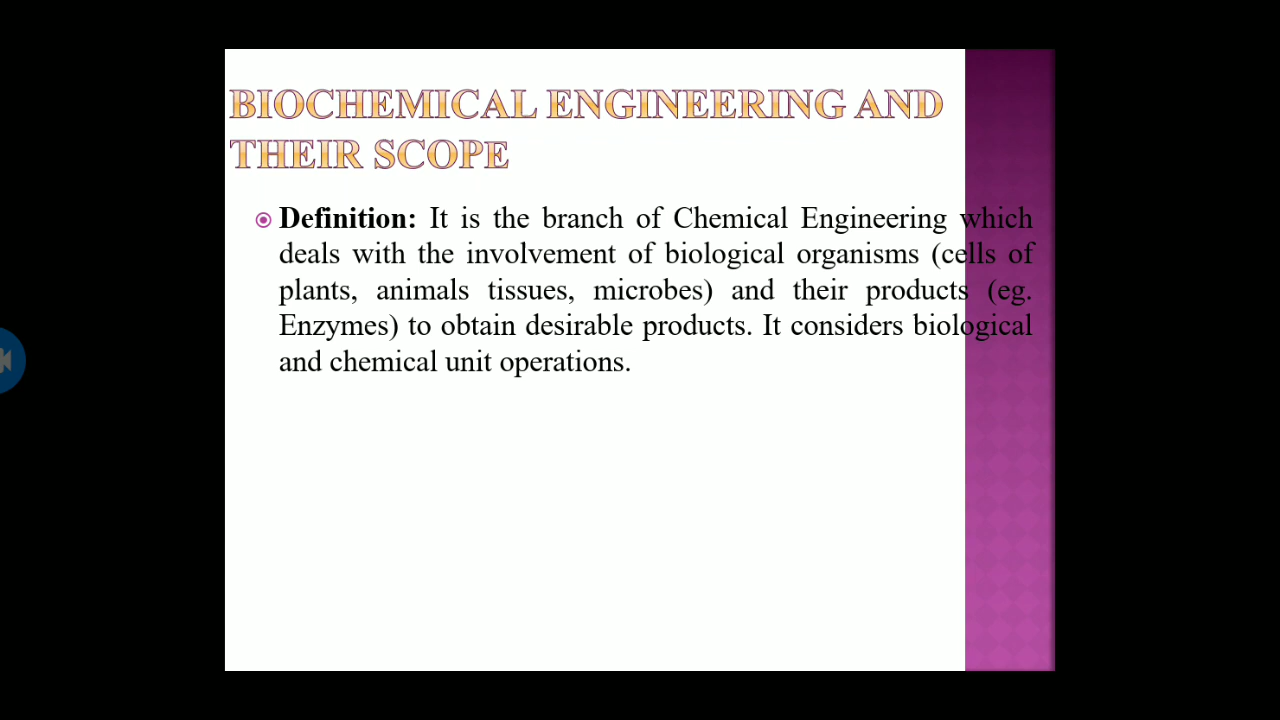 BIOCHEMICAL ENGINEERING AND
THEIR SCOPE
Definition: It is the branch of Chemical Engineering which
deals with the involvement of biological organisms (cells of
plants, animals tissues, microbes) and their products (eg.
Enzymes) to obtain desirable products. It considers biological
and chemical unit operations.